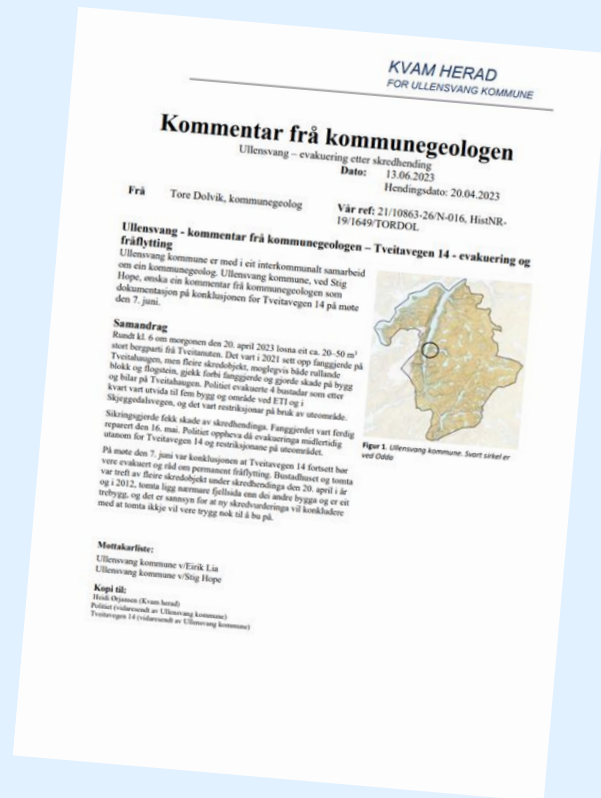 KVAM HERAD
FOR ULLENSVANG KOMMUNE
Kommentar frå kommunegeologen
Ullensvang – evakuering etter skredhending
Dato: 13.06.2023
Hendingsdato: 20.04.2023
Frå Tore Dolvik, kommunegeolog
Vår ref: 21/10863-26/N-016, HistNR-
19/1649/TORDOL
Ullensvang - kommentar frå kommunegeologen – Tveitavegen 14 - evakuering og
fråflytting
Ullensvang kommune er med i eit interkommunalt samarbeid
om ein kommunegeolog. Ullensvang kommune, ved Stig
Hope, ønska ein kommentar frå kommunegeologen som
dokumentasjon på konklusjonen for Tveitavegen 14 på møte
den 7. juni.
Samandrag
Rundt kl. 6 om morgonen den 20. april 2023 losna eit ca. 20–50 m³
stort bergparti frå Tveitanuten. Det vart i 2021 sett opp fanggjerde på
Tveitahaugen, men fleire skredobjekt, moglegvis både rullande
blokk og flogstein, gjekk forbi fanggjerde og gjorde skade på bygg
og bilar på Tveitahaugen. Politiet evakuerte 4 bustadar som etter
kvart vart utvida til fem bygg og område ved ETI og i
Skjeggedalsvegen, og det vart restriksjonar på bruk av uteområde.
Sikringsgjerde fekk skade av skredhendinga. Fanggjerdet vart ferdig
reparert den 16. mai. Politiet oppheva då evakueringa midlertidig
utanom for Tveitavegen 14 og restriksjonane på uteområdet.
På møte den 7. juni var konklusjonen at Tveitavegen 14 fortsett bør
vere evakuert og råd om permanent fråflytting. Bustadhuset og tomta
var treft av fleire skredobjekt under skredhendinga den 20. april i år
og i 2012, tomta ligg nærmare fjellsida enn dei andre bygga og er eit
trebygg, og det er sannsyn for at ny skredvurderinga vil konkludere
med at tomta ikkje vil vere trygg nok til å bu på.
Figur 1. Ullensvang kommune. Svart sirkel er
ved Odda
Mottakarliste:
Ullensvang kommune v/Eirik Lia
Ullensvang kommune v/Stig Hope
Kopi til:
Heidi Ørjansen (Kvam herad)
Politiet (vidaresendt av Ullensvang kommune)
Tveitavegen 14 (vidaresendt av Ullensvang kommune)